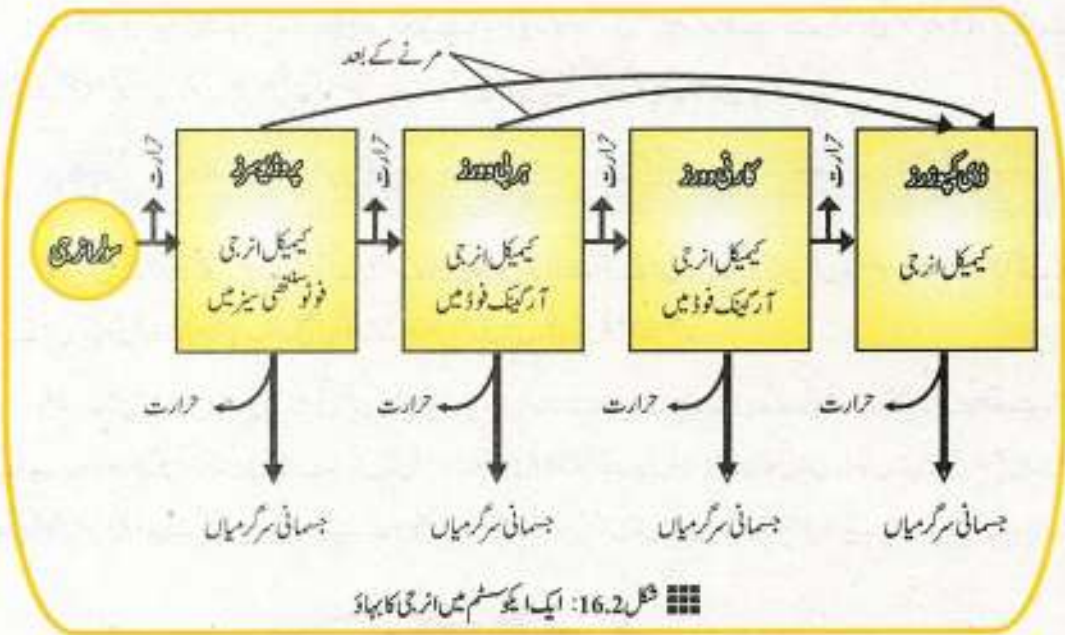 مرنے کے بعد
حرارت
حرارت
حرارت
حرارت
سولر انرجی
پروڈیوسرز
کیمیکل انرجی
فوٹو سنتھی سیز میں
ہربی وورز
کیمیکل انرجی
آرگینک فوڈ میں
کارنی وورز
کیمیکل انرجی
آرگینک فوڈ میں
ڈی کمپوزرز
کیمیکل انرجی
حرارت
حرارت
حرارت
حرارت
جسمانی سرگرمیاں
جسمانی سرگرمیاں
جسمانی سرگرمیاں
جسمانی سرگرمیاں
شکل 16.2: ایک ایکوسسٹم میں انرجی کا بہاؤ